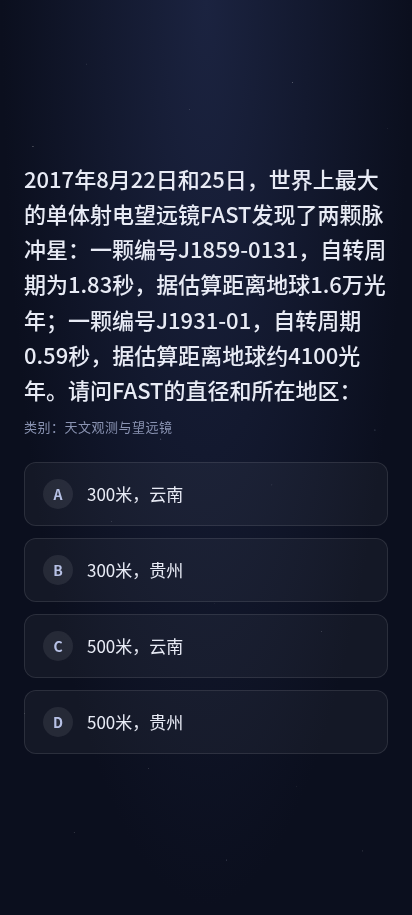 2017年8月22日和25日，世界上最大
的单体射电望远镜FAST发现了两颗脉
冲星：一颗编号J1859-0131，自转周
期为1.83秒，据估算距离地球1.6万光
年；一颗编号J1931-01，自转周期
0.59秒，据估算距离地球约4100光
年。请问FAST的直径和所在地区：
类别：天文观测与望远镜
A 300米，云南
B 300米，贵州
C 500米，云南
D 500米，贵州